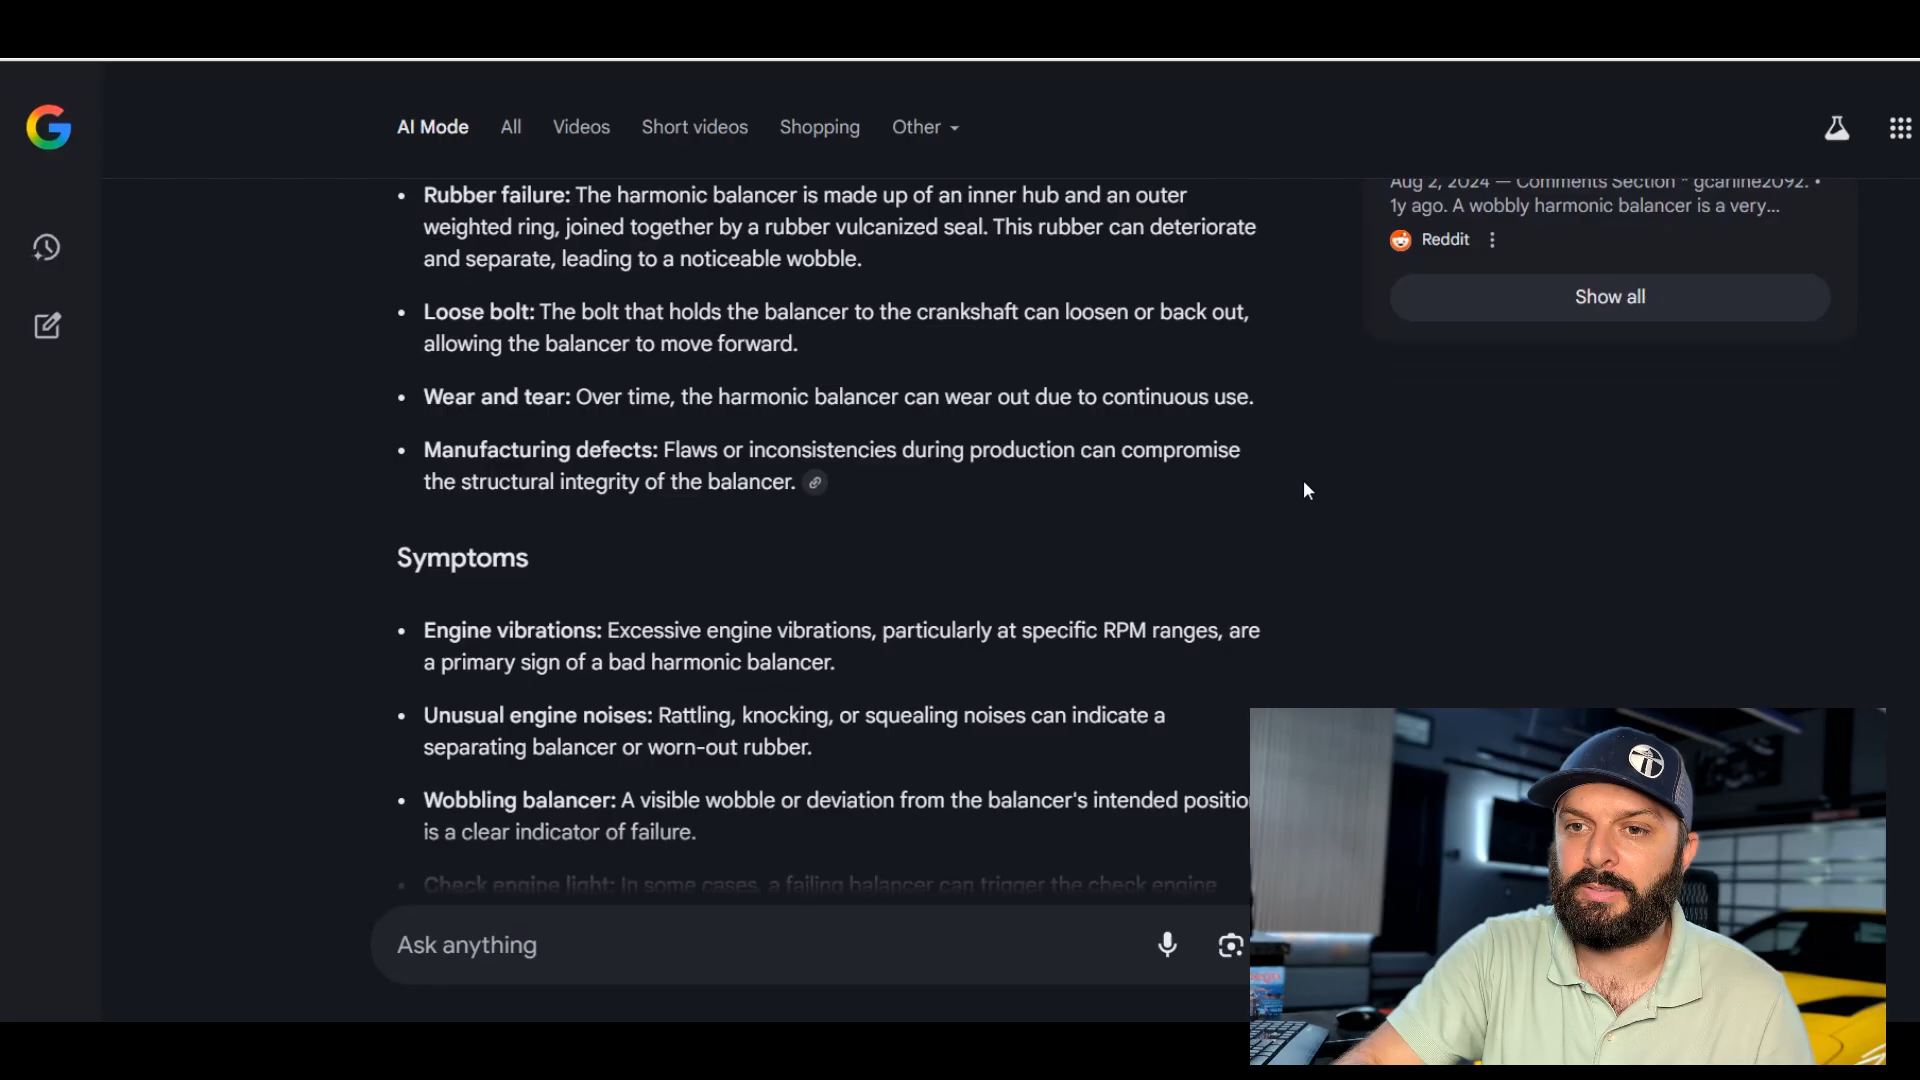 AI Mode All Videos Short videos Shopping Other
Rubber failure: The harmonic balancer is made up of an inner hub and an outer
weighted ring, joined together by a rubber vulcanized seal. This rubber can deteriorate
and separate, leading to a noticeable wobble.
Loose bolt: The bolt that holds the balancer to the crankshaft can loosen or back out,
allowing the balancer to move forward.
Wear and tear: Over time, the harmonic balancer can wear out due to continuous use.
Manufacturing defects: Flaws or inconsistencies during production can compromise
the structural integrity of the balancer.
Symptoms
Engine vibrations: Excessive engine vibrations, particularly at specific RPM ranges, are
a primary sign of a bad harmonic balancer.
Unusual engine noises: Rattling, knocking, or squealing noises can indicate a
separating balancer or worn-out rubber.
Wobbling balancer: A visible wobble or deviation from the balancer's intended positio
is a clear indicator of failure.
Check engine light: In some cases, a failing balancer can trigger the check engine
Ask anything
Aug 2, 2024 — Comments Section * gcarline2092. •
1y ago. A wobbly harmonic balancer is a very...
Reddit
Show all